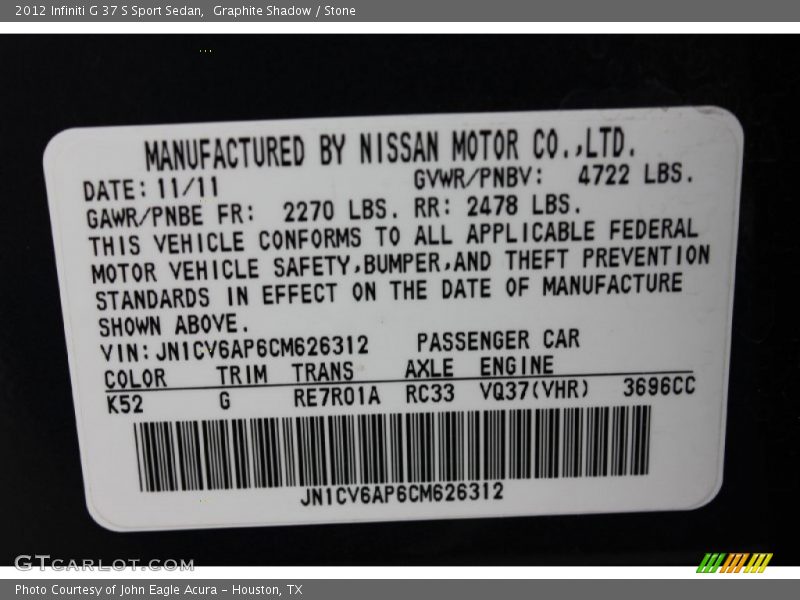 2012 Infiniti G 37 S Sport Sedan,  Graphite Shadow / Stone
MANUFACTURED BY NISSAN MOTOR CO.,LTD.
DATE: 11/11 GVWR/PNBV: 4722 LBS.
GAWR/PNBE FR: 2270 LBS. RR: 2478 LBS.
THIS VEHICLE CONFORMS TO ALL APPLICABLE FEDERAL
MOTOR VEHICLE SAFETY,BUMPER,AND THEFT PREVENTION
STANDARDS IN EFFECT ON THE DATE OF MANUFACTURE
SHOWN ABOVE.
VIN: JN1CV6AP6CM626312 PASSENGER CAR
COLOR TRIM TRANS AXLE ENGINE
K52 G RE7R01A RC33 VQ37(VHR) 3696CC
JN1CV6AP6CM626312
GTCARLOT.COM
Photo Courtesy of John Eagle Acura - Houston, TX